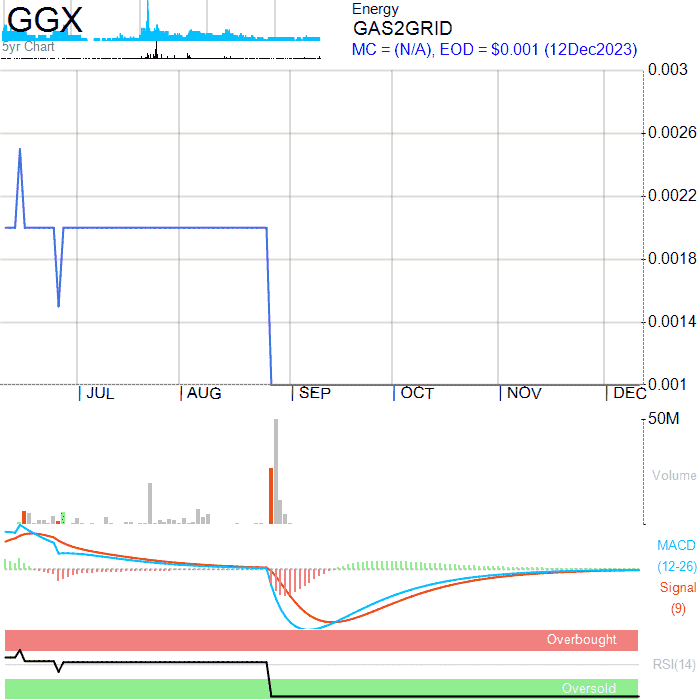 GGX
5yr Chart
Energy
GAS2GRID
MC = (N/A), EOD = $0.001 (12Dec2023)
0.003
0.0026
0.0022
0.0018
0.0014
0.001
JUL AUG SEP OCT NOV DEC
50M
Volume
MACD
(12-26)
Signal
(9)
Overbought
RSI(14)
Oversold